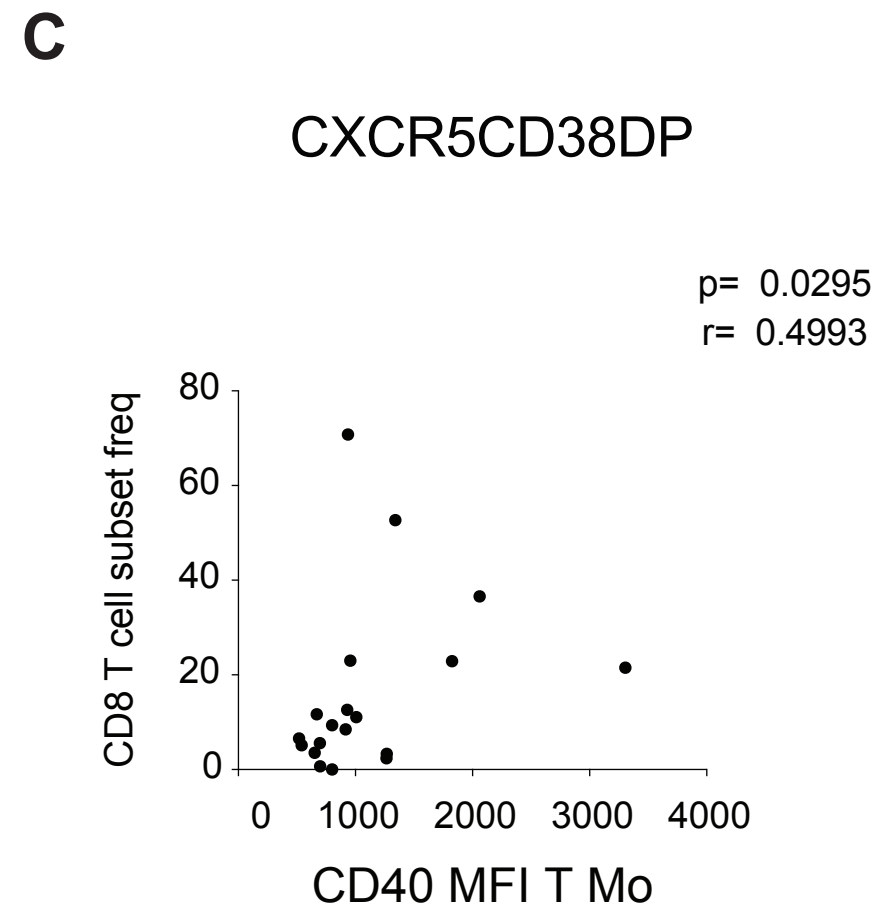 C
CXCR5CD38DP
p= 0.0295
r= 0.4993
CD8 T cell subset freq
80
60
40
20
0
0 1000 2000 3000 4000
CD40 MFI T Mo